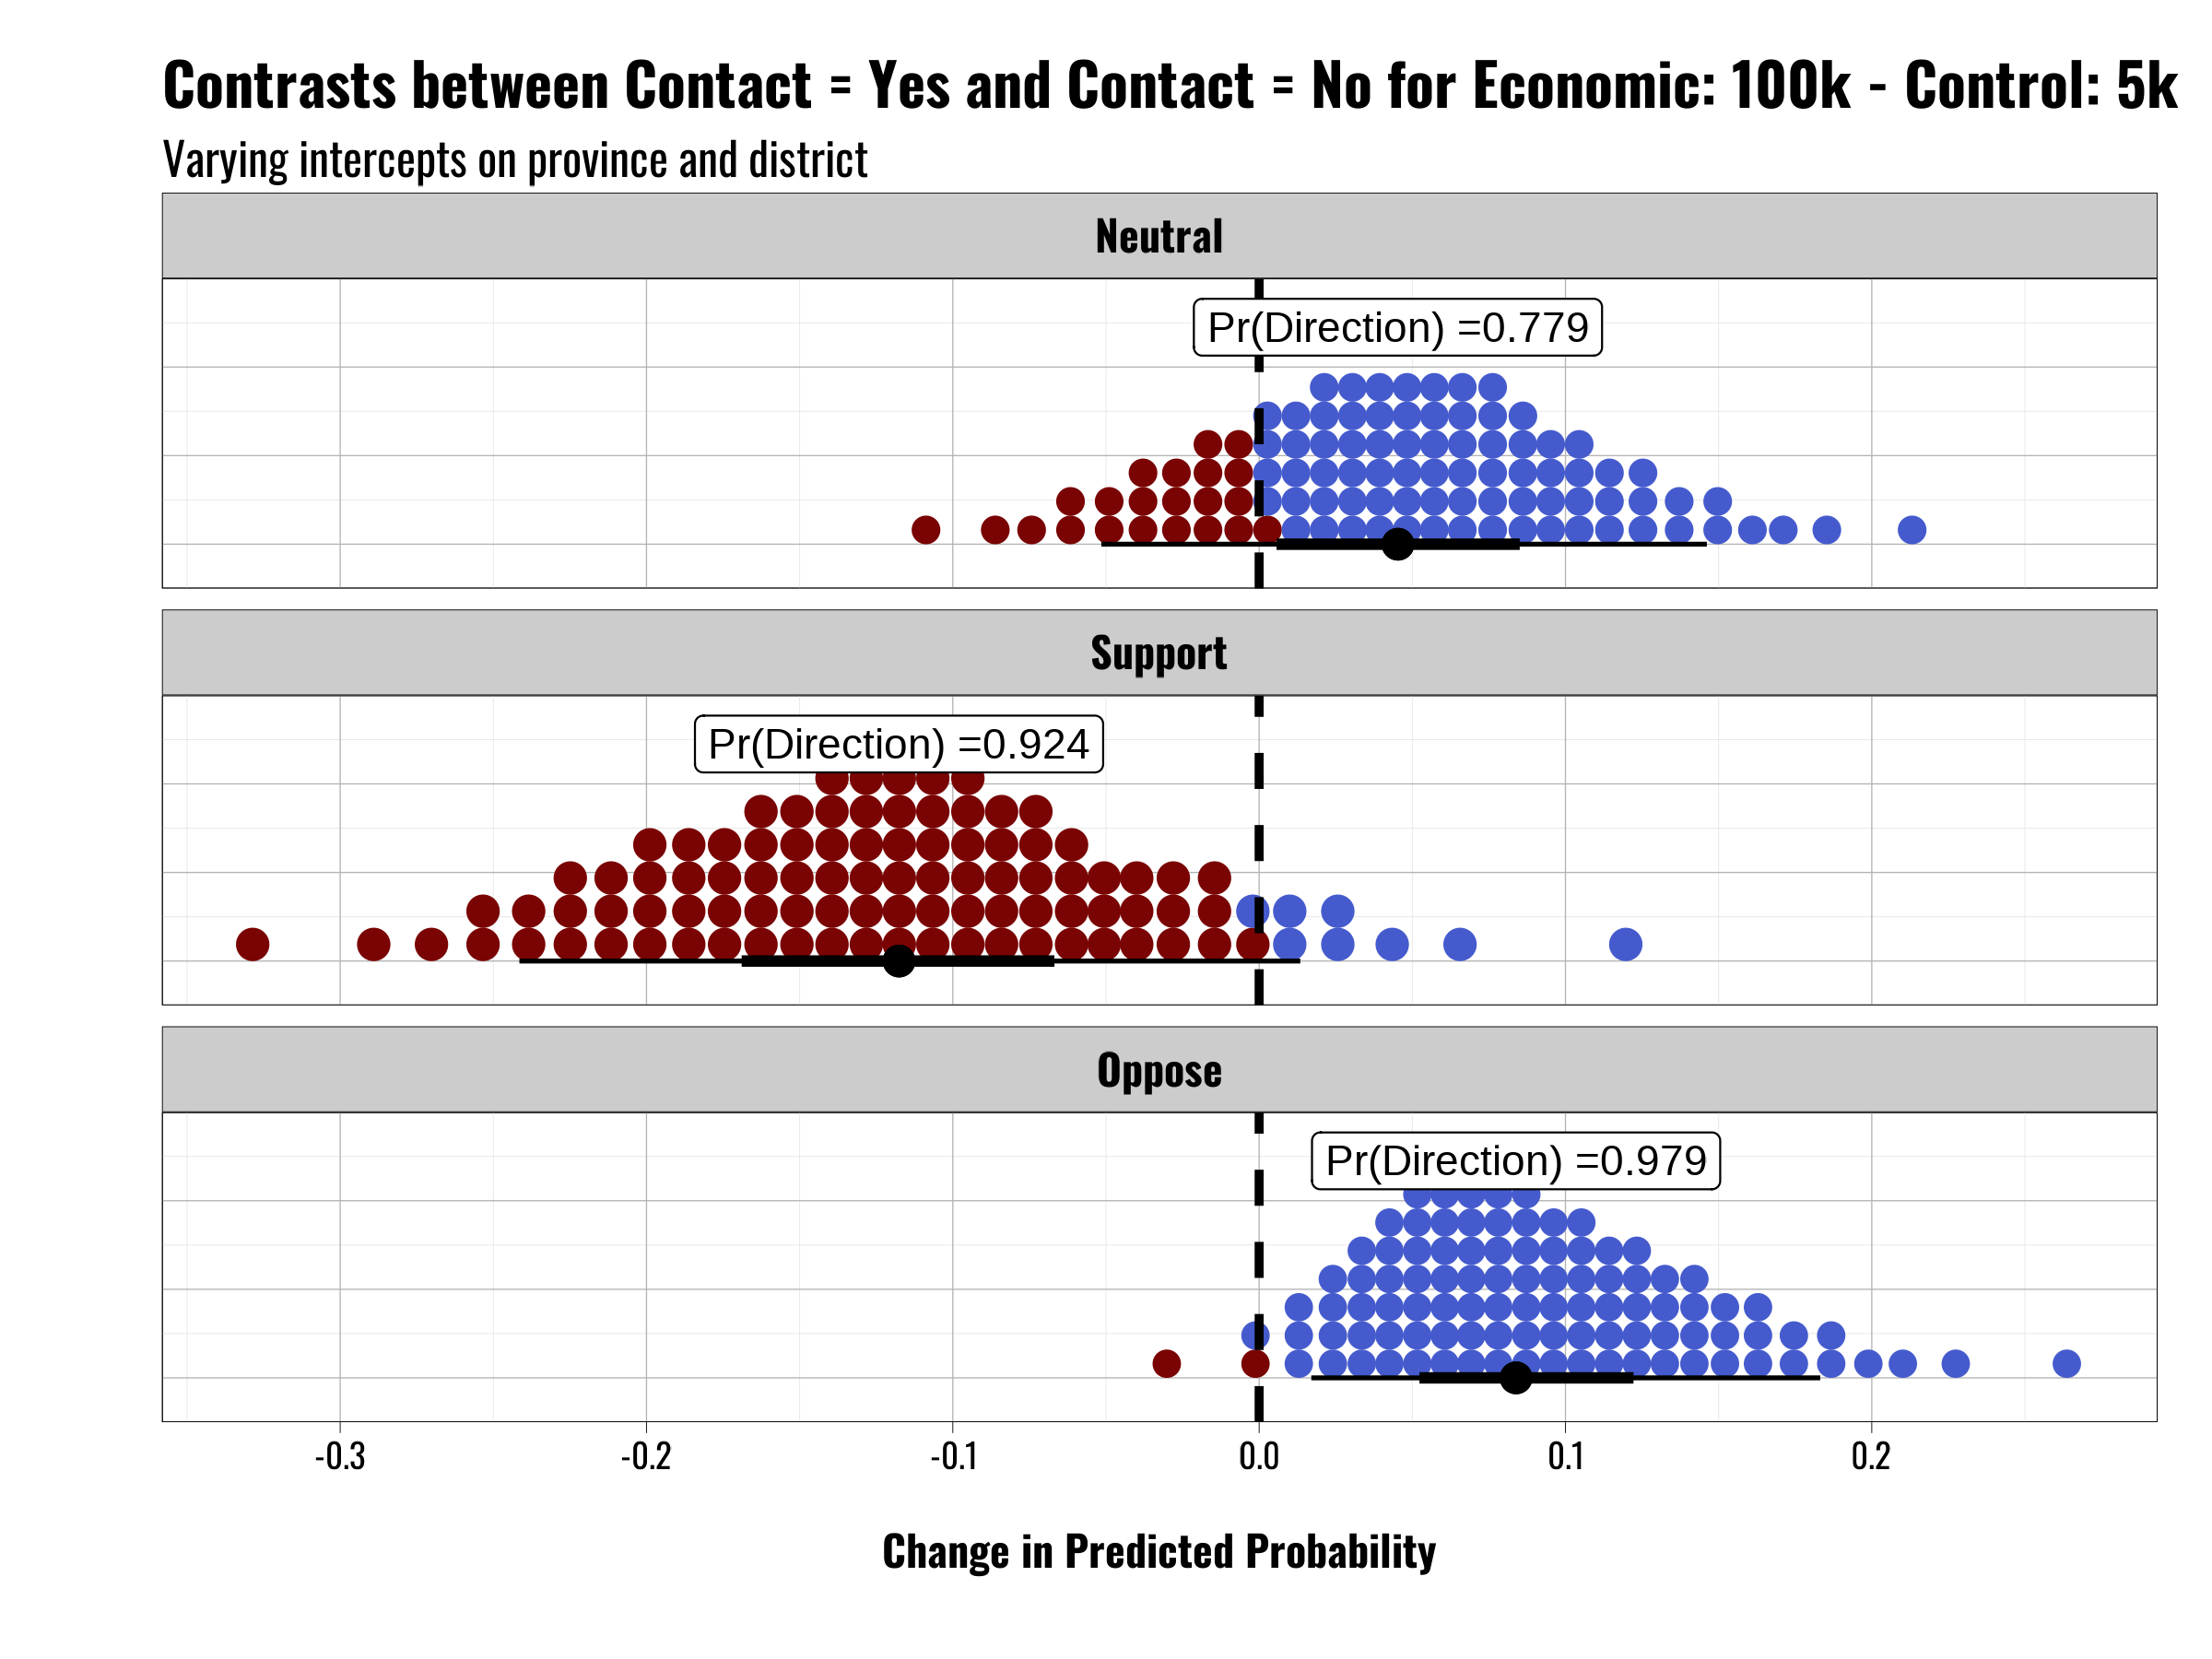 Contrasts between Contact = Yes and Contact = No for Economic: 100k - Control: 5k
Varying intercepts on province and district
Neutral
Pr(Direction) =0.779
Support
Pr(Direction) =0.924
Oppose
Pr(Direction) =0.979
-0.3 -0.2 -0.1 0.0 0.1 0.2
Change in Predicted Probability